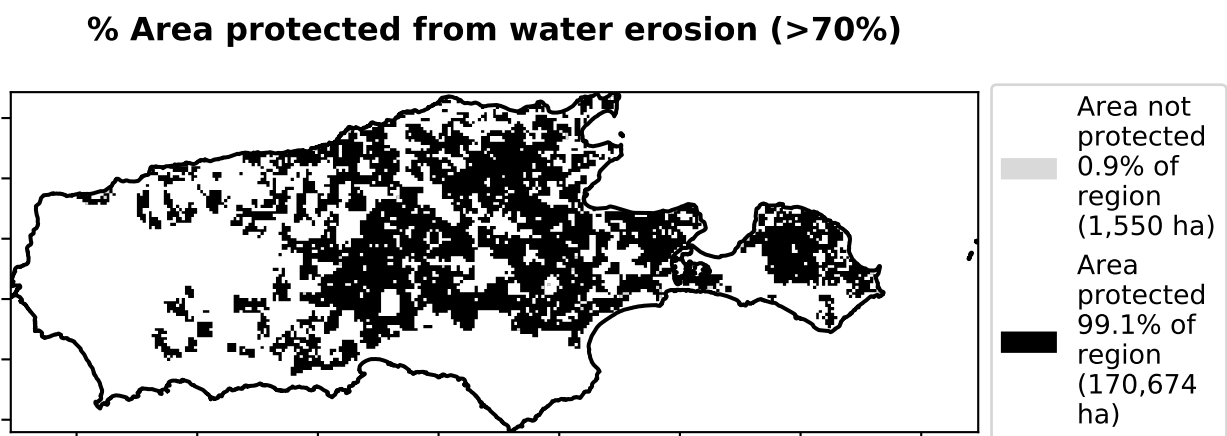 % Area protected from water erosion (>70%)
Area not
protected
0.9% of
region
(1,550 ha)
Area
protected
99.1% of
region
(170,674
ha)